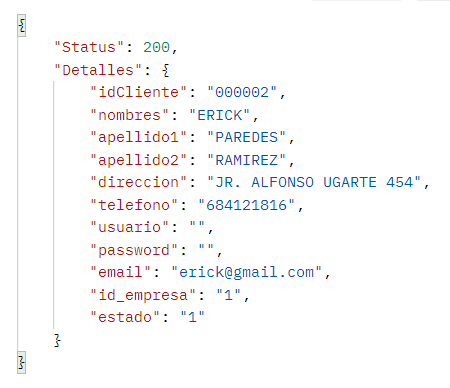 {
    "Status": 200,
    "Detalles": {
        "idCliente": "000002",
        "nombres": "ERICK",
        "apellido1": "PAREDES",
        "apellido2": "RAMIREZ",
        "direccion": "JR. ALFONSO UGARTE 454",
        "telefono": "684121816",
        "usuario": "",
        "password": "",
        "email": "erick@gmail.com",
        "id_empresa": "1",
        "estado": "1"
    }
}